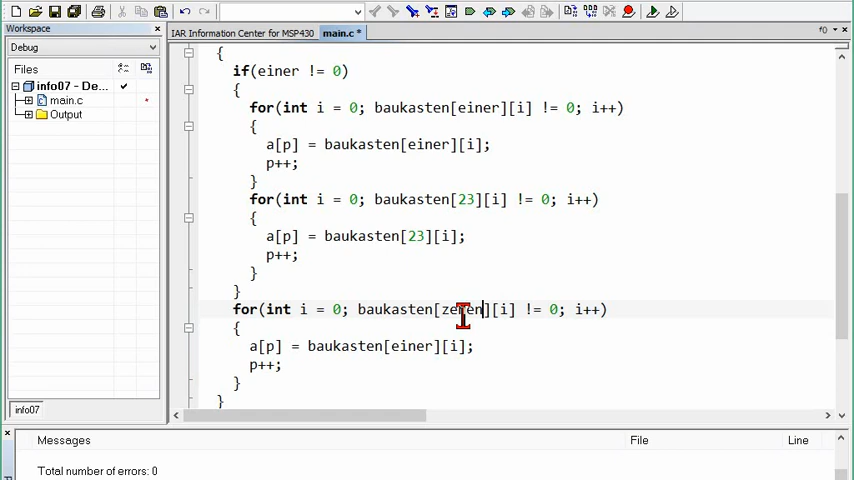 IAR Information Center for MSP430 main.c * f0
Workspace
Debug
Files
info07 - De...
main.c
Output
info07
{
if(einer != 0)
{
for(int i = 0; baukasten[einer][i] != 0; i++)
{
a[p] = baukasten[einer][i];
p++;
}
for(int i = 0; baukasten[23][i] != 0; i++)
{
a[p] = baukasten[23][i];
p++;
}
}
for(int i = 0; baukasten[][i] != 0; i++)
{
a[p] = baukasten[einer][i];
p++;
}
}
Messages File Line
Total number of errors: 0